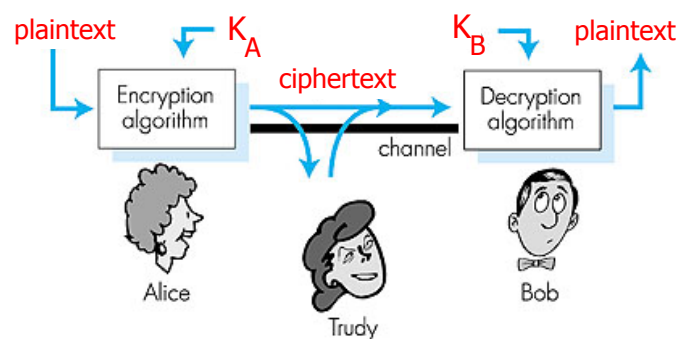 plaintext
K_A
K_B
plaintext
ciphertext
Encryption
algorithm
Decryption
algorithm
channel
Alice
Trudy
Bob